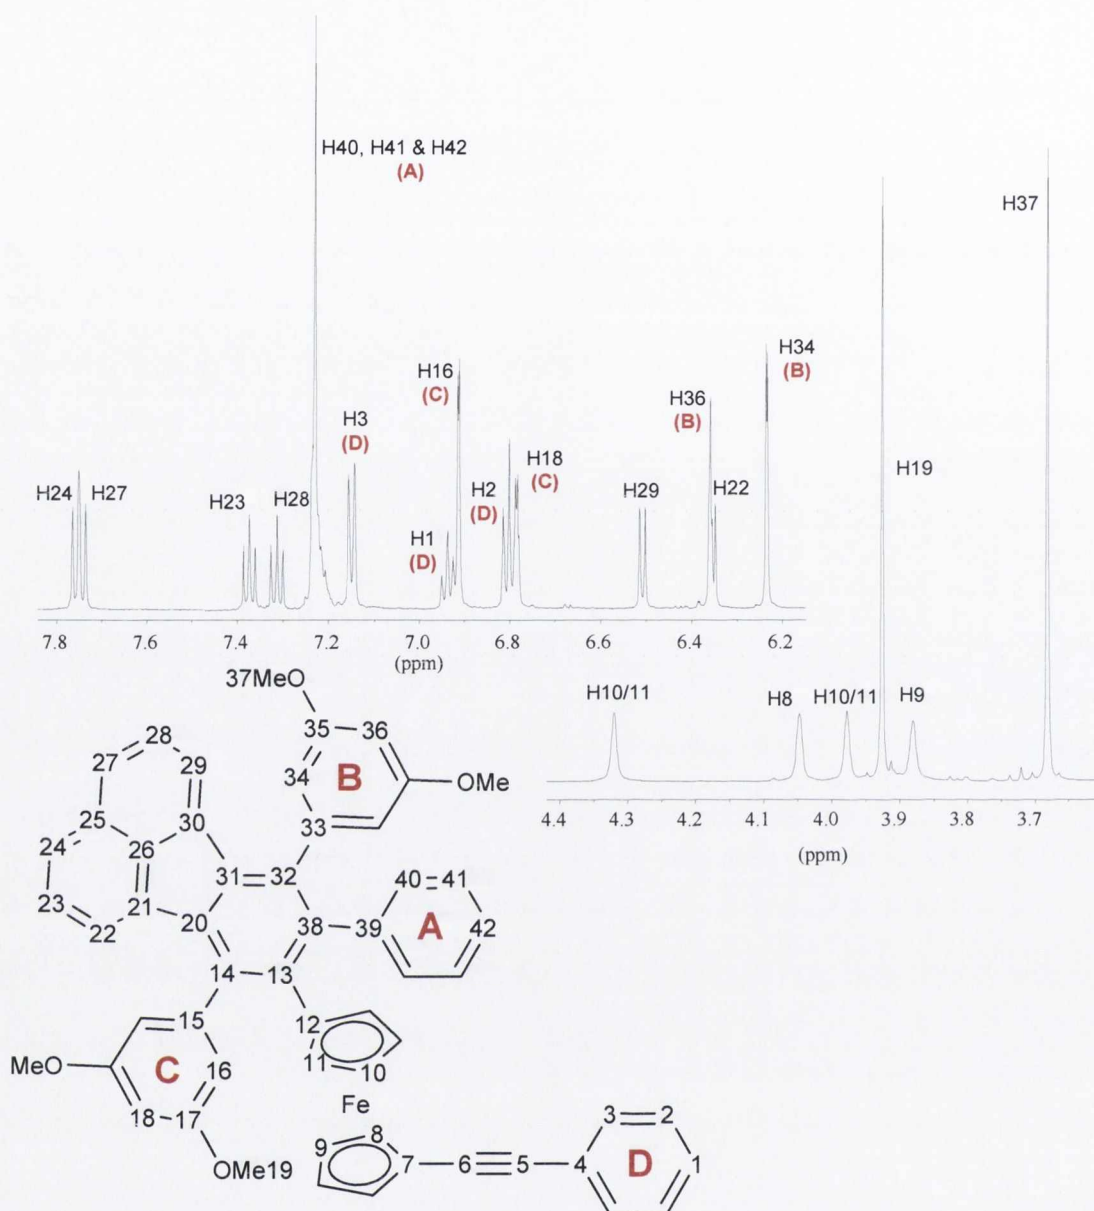 H40, H41 & H42
(A)
H37
H16
(C)
H34
(B)
H36
(B)
H3
(D)
H18
(C)
H19
H24 H27
H23 H28
H2
(D)
H29 H22
H1
(D)
7.8 7.6 7.4 7.2 7.0 6.8 6.6 6.4 6.2
(ppm)
H10/11 H8 H10/11 H9
4.4 4.3 4.2 4.1 4.0 3.9 3.8 3.7
(ppm)
37MeO
35 36
28
27 29
34 B OMe
25 30 33
24 26
31 32 40 41
23 21 20 38 39 A 42
22
14 13
15 12
MeO C 16 11 10
18 17 Fe
OMe19
9 8 7 6 5 4 3 2 D 1